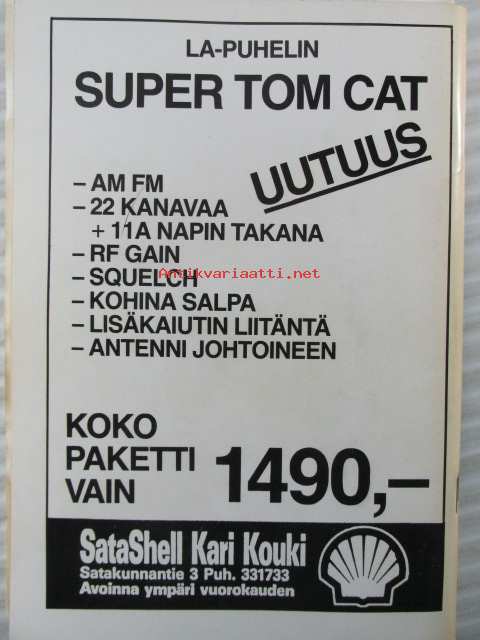 LA-PUHELIN
SUPER TOM CAT
UUTUUS
– AM FM
– 22 KANAVAA
+ 11A NAPIN TAKANA
– RF GAIN
– SQUELCH
Antikvariaatti.net
– KOHINA SALPA
– LISÄKAIUTIN LIITÄNTÄ
– ANTENNI JOHTOINEEN
KOKO
PAKETTI
VAIN
1490,–
SataShell Kari Kouki
Satakunnantie 3 Puh. 331733
Avoinna ympäri vuorokauden